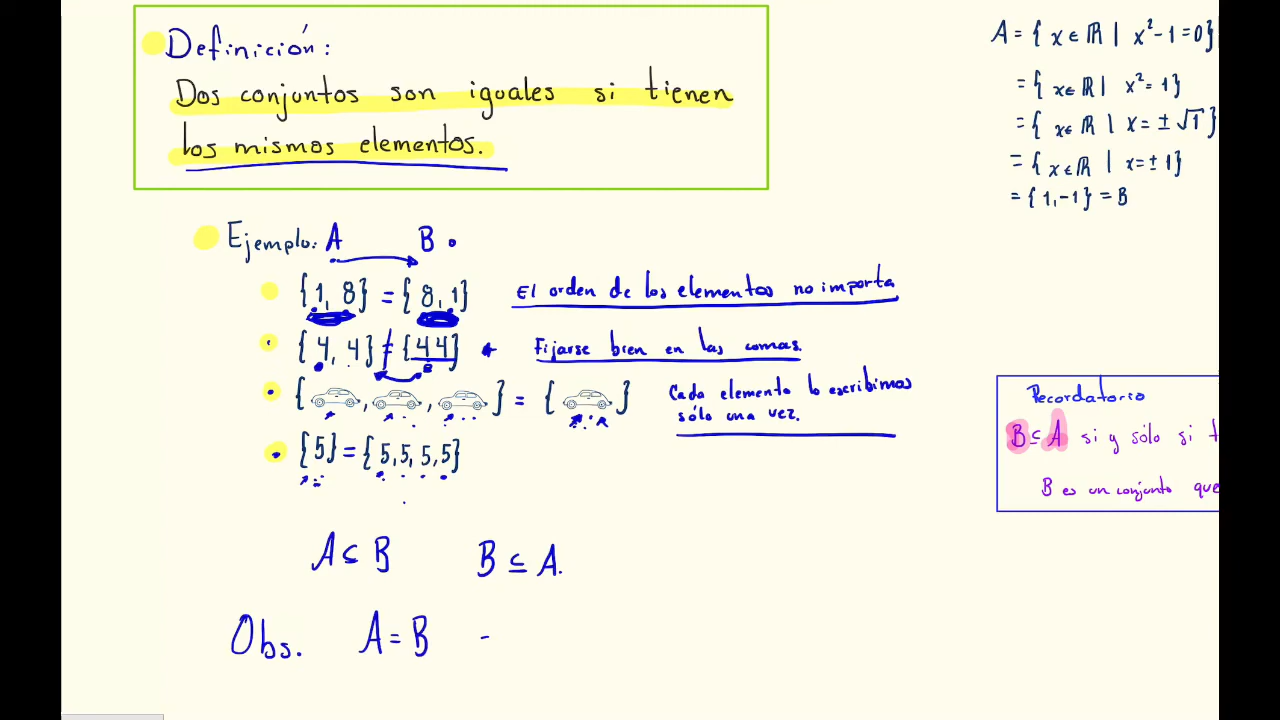 Definición:
Dos conjuntos son iguales si tienen
los mismos elementos.
A = { x ∈ ℝ | x² - 1 = 0}
= { x ∈ ℝ | x² = 1}
= { x ∈ ℝ | x = ± √1 }
= { x ∈ ℝ | x = ± 1}
= { 1, -1 } = B
Ejemplo: A B
{1, 8} = { 8, 1} El orden de los elementos no importa
{ 4, 4} ≠ {44} Fijarse bien en las comas.
{ , , } = { } Cada elemento lo escribimos
sólo una vez.
{5} = { 5,5, 5,5}
Recordatorio
B ⊆ A si y sólo si t
B es un conjunto que
A ⊆ B B ⊆ A.
Obs. A = B -